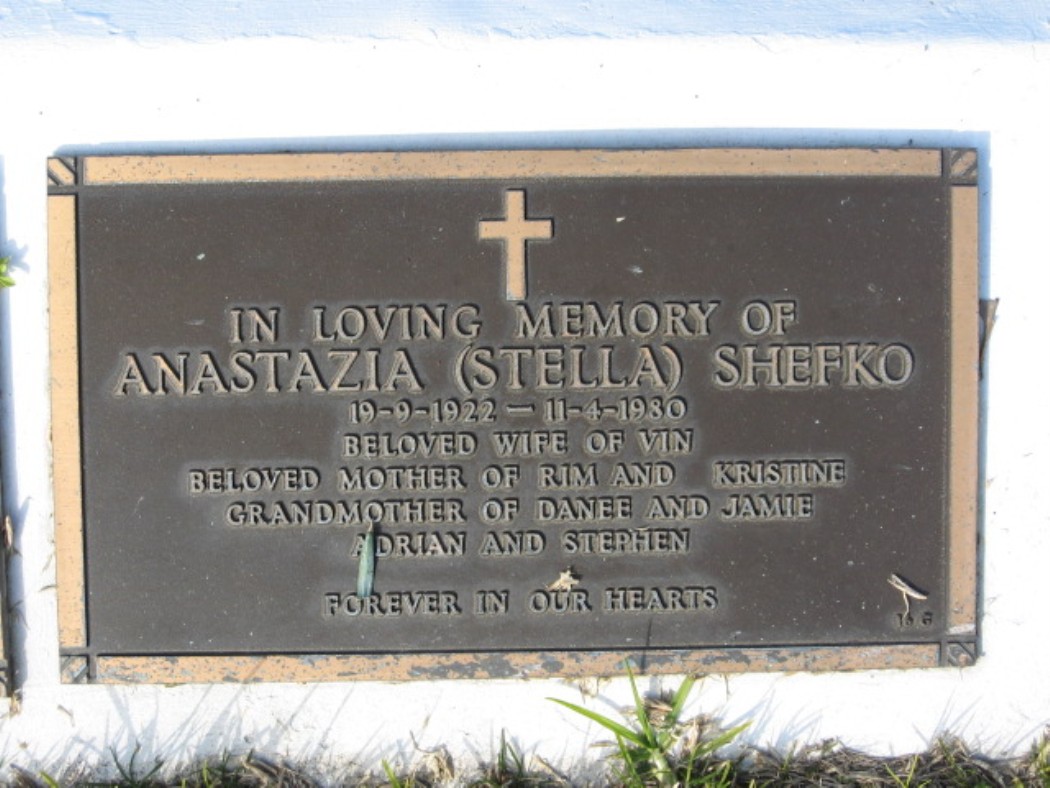 IN LOVING MEMORY OF
ANASTAZIA (STELLA) SHEFKO
19-9-1922 — 11-4-1980
BELOVED WIFE OF VIN
BELOVED MOTHER OF RIM AND KRISTINE
GRANDMOTHER OF DANEE AND JAMIE
ADRIAN AND STEPHEN
FOREVER IN OUR HEARTS